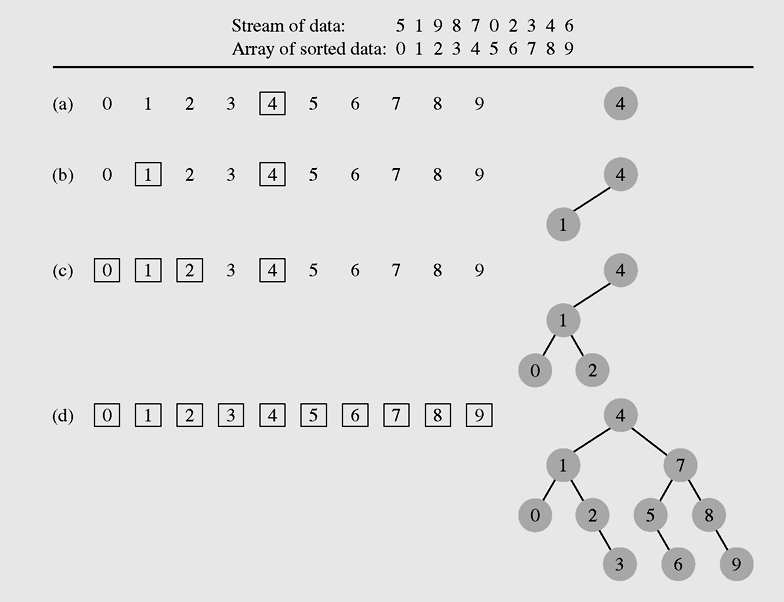 Stream of data: 5 1 9 8 7 0 2 3 4 6
Array of sorted data: 0 1 2 3 4 5 6 7 8 9
(a) 0 1 2 3 4 5 6 7 8 9 4
(b) 0 1 2 3 4 5 6 7 8 9 4
1
(c) 0 1 2 3 4 5 6 7 8 9 4
1
0 2
(d) 0 1 2 3 4 5 6 7 8 9 4
1 7
0 2 5 8
3 6 9